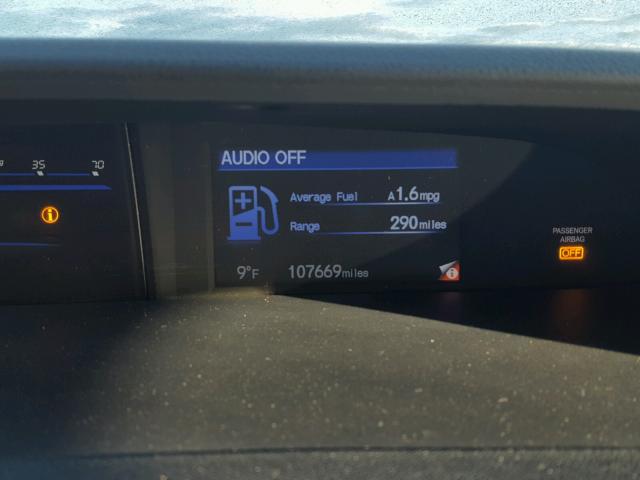 AUDIO OFF
35 70
Average Fuel A1.6mpg
Range 290miles
PASSENGER
AIRBAG
OFF
9°F 107669miles